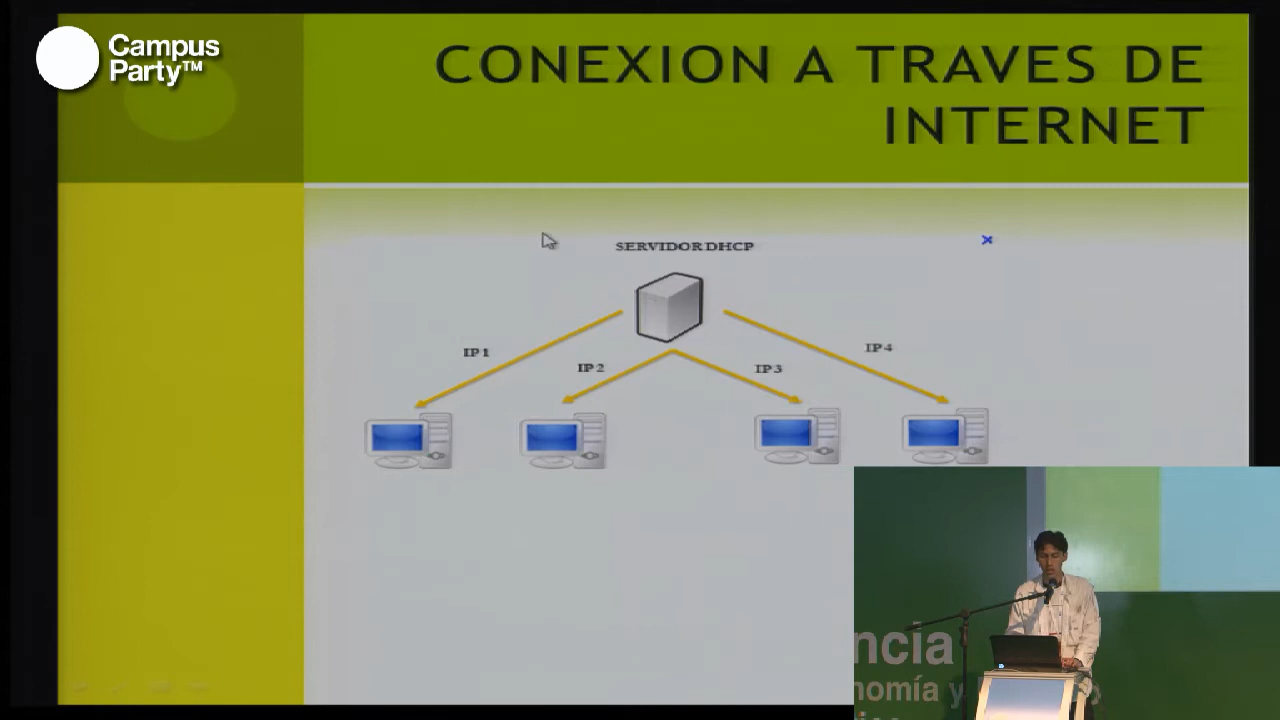 Campus
Party™
CONEXION A TRAVES DE
INTERNET
SERVIDOR DHCP
IP 1
IP 2
IP 3
IP 4
ncia
nomía y